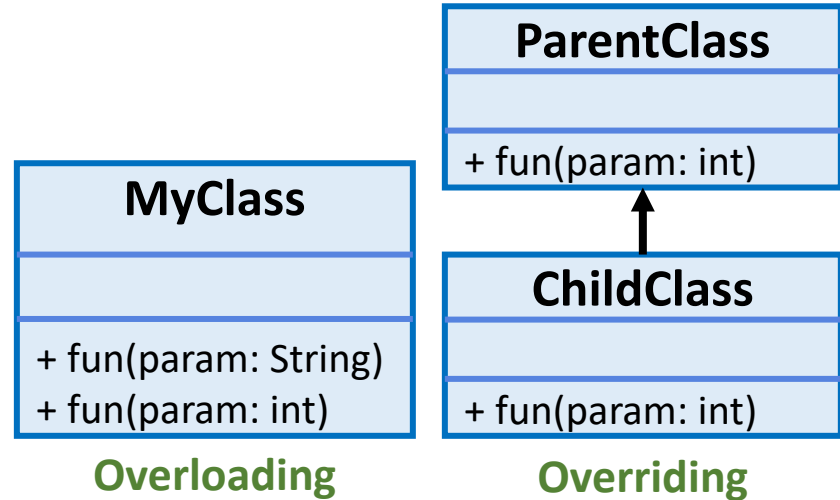 MyClass
+ fun(param: String)
+ fun(param: int)
Overloading
ParentClass
+ fun(param: int)
ChildClass
+ fun(param: int)
Overriding